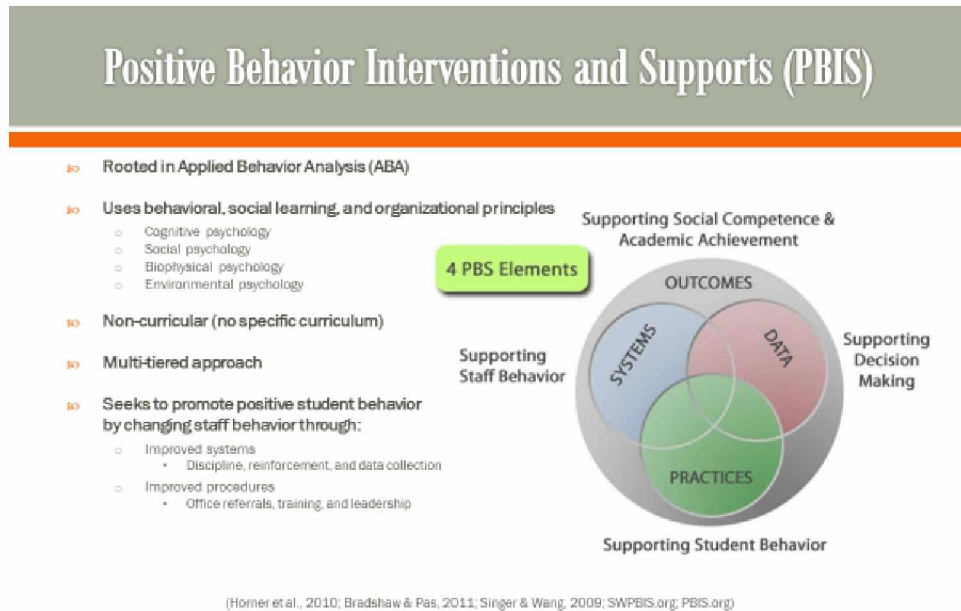 Positive Behavior Interventions and Supports (PBIS)
Rooted in Applied Behavior Analysis (ABA)
Uses behavioral, social learning, and organizational principles
Cognitive psychology
Social psychology
Biophysical psychology
Environmental psychology
Non-curricular (no specific curriculum)
Multi-tiered approach
Seeks to promote positive student behavior
by changing staff behavior through:
Improved systems
Discipline, reinforcement, and data collection
Improved procedures
Office referrals, training, and leadership
4 PBS Elements
Supporting Social Competence &
Academic Achievement
OUTCOMES
SYSTEMS
DATA
PRACTICES
Supporting
Staff Behavior
Supporting
Decision
Making
Supporting Student Behavior
(Horner et al., 2010; Bradshaw & Pas, 2011; Singer & Wang, 2009; SWPBIS.org; PBIS.org)